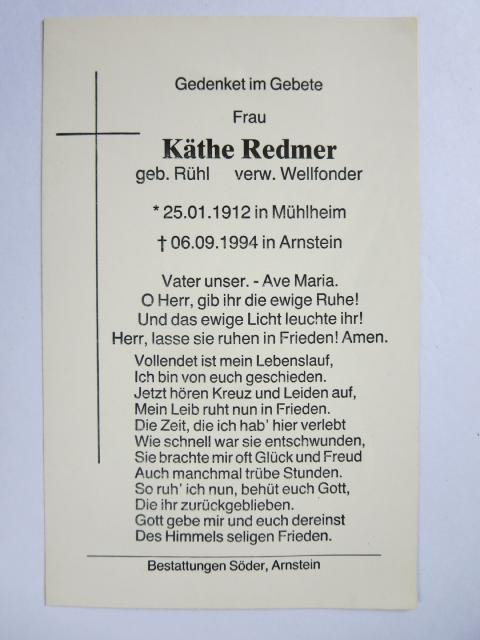 Gedenket im Gebete
Frau
Käthe Redmer
geb. Rühl verw. Wellfonder
* 25.01.1912 in Mühlheim
† 06.09.1994 in Arnstein
Vater unser. - Ave Maria.
O Herr, gib ihr die ewige Ruhe!
Und das ewige Licht leuchte ihr!
Herr, lasse sie ruhen in Frieden! Amen.
Vollendet ist mein Lebenslauf,
Ich bin von euch geschieden.
Jetzt hören Kreuz und Leiden auf,
Mein Leib ruht nun in Frieden.
Die Zeit, die ich hab' hier verlebt
Wie schnell war sie entschwunden,
Sie brachte mir oft Glück und Freud
Auch manchmal trübe Stunden.
So ruh' ich nun, behüt euch Gott,
Die ihr zurückgeblieben.
Gott gebe mir und euch dereinst
Des Himmels seligen Frieden.
Bestattungen Söder, Arnstein